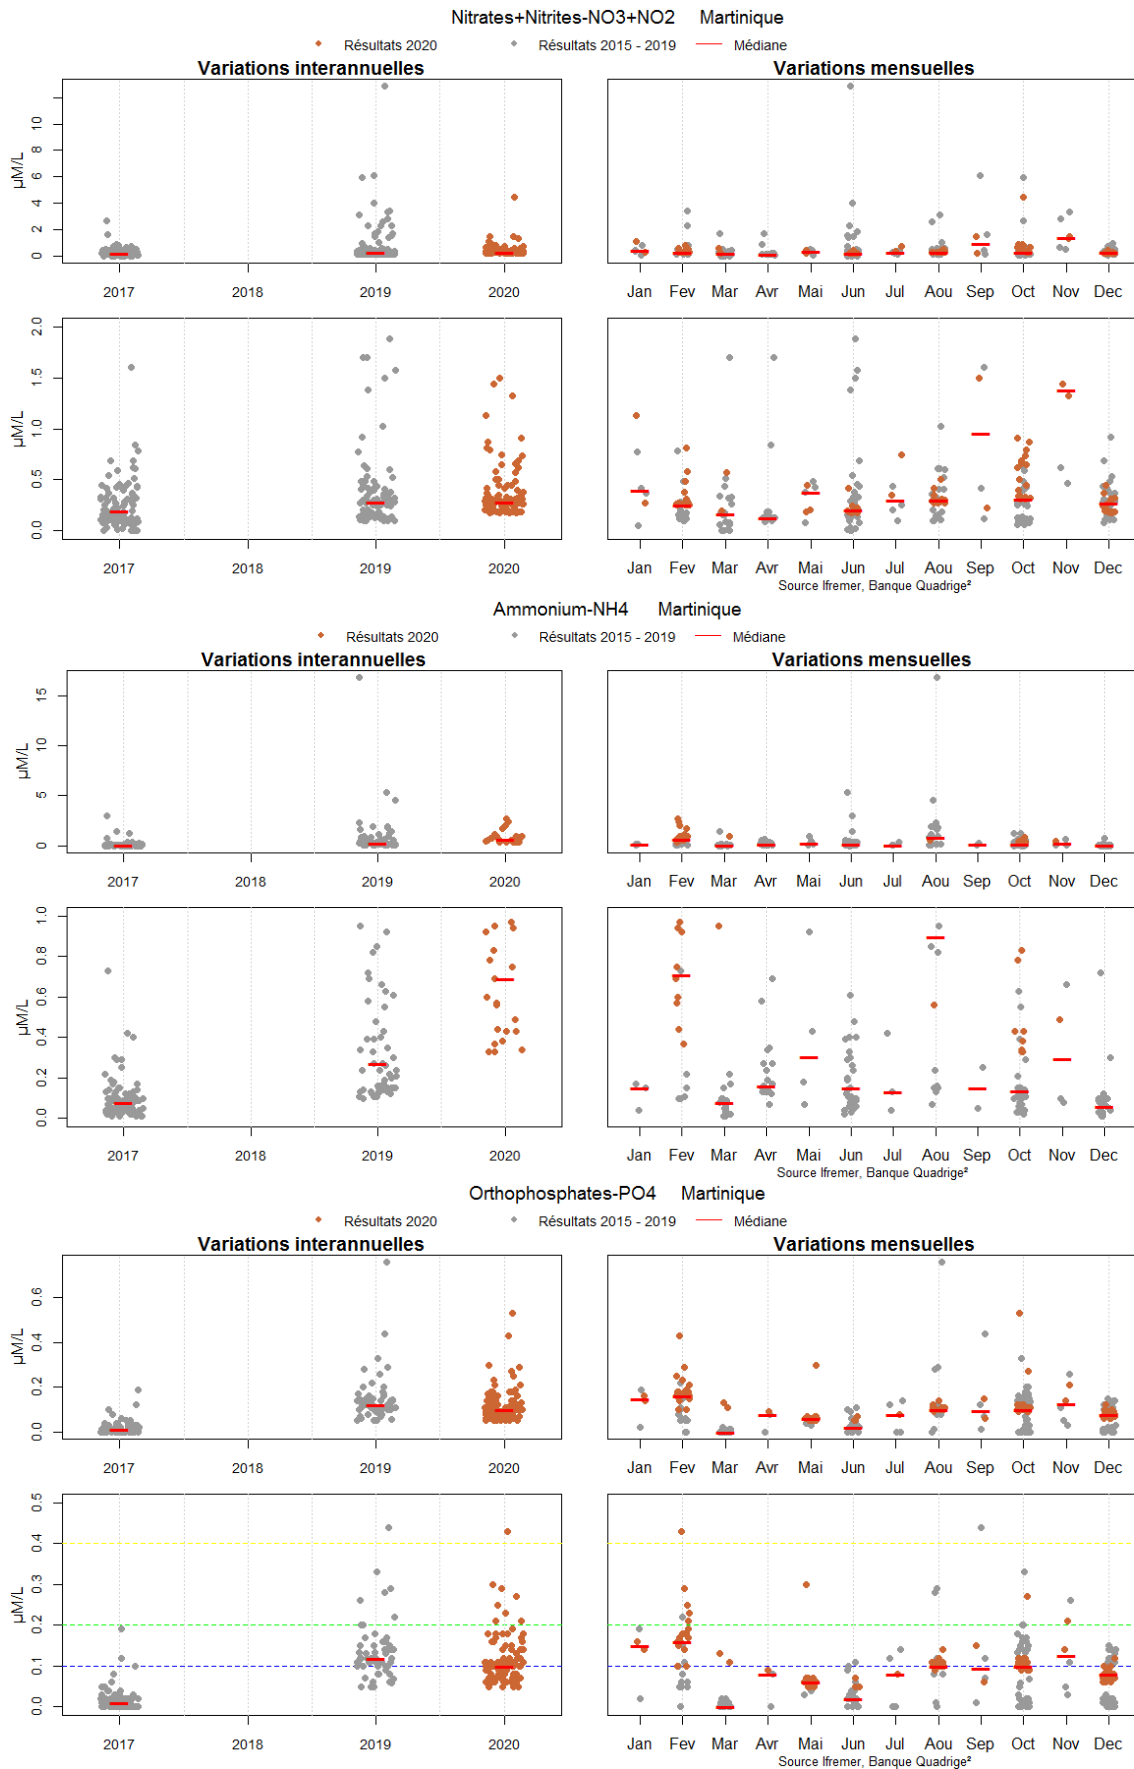 Nitrates+Nitrites-NO3+NO2 Martinique
Résultats 2020 Résultats 2015 - 2019 Médiane
Variations interannuelles Variations mensuelles
µM/L
10
8
6
4
2
0
2017 2018 2019 2020 Jan Fev Mar Avr Mai Jun Jul Aou Sep Oct Nov Dec
µM/L
2.0
1.5
1.0
0.5
0.0
2017 2018 2019 2020 Jan Fev Mar Avr Mai Jun Jul Aou Sep Oct Nov Dec
Source Ifremer, Banque Quadrige²
Ammonium-NH4 Martinique
Résultats 2020 Résultats 2015 - 2019 Médiane
Variations interannuelles Variations mensuelles
µM/L
15
10
5
0
2017 2018 2019 2020 Jan Fev Mar Avr Mai Jun Jul Aou Sep Oct Nov Dec
µM/L
1.0
0.8
0.6
0.4
0.2
0.0
2017 2018 2019 2020 Jan Fev Mar Avr Mai Jun Jul Aou Sep Oct Nov Dec
Source Ifremer, Banque Quadrige²
Orthophosphates-PO4 Martinique
Résultats 2020 Résultats 2015 - 2019 Médiane
Variations interannuelles Variations mensuelles
µM/L
0.6
0.4
0.2
0.0
2017 2018 2019 2020 Jan Fev Mar Avr Mai Jun Jul Aou Sep Oct Nov Dec
µM/L
0.5
0.4
0.3
0.2
0.1
0.0
2017 2018 2019 2020 Jan Fev Mar Avr Mai Jun Jul Aou Sep Oct Nov Dec
Source Ifremer, Banque Quadrige²